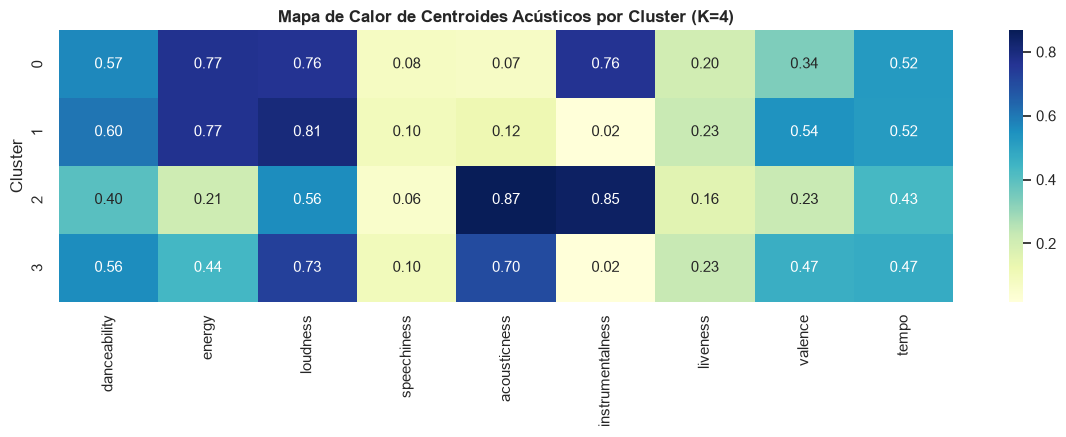 Mapa de Calor de Centroides Acústicos por Cluster (K=4)
Cluster
0 0.57 0.77 0.76 0.08 0.07 0.76 0.20 0.34 0.52
1 0.60 0.77 0.81 0.10 0.12 0.02 0.23 0.54 0.52
2 0.40 0.21 0.56 0.06 0.87 0.85 0.16 0.23 0.43
3 0.56 0.44 0.73 0.10 0.70 0.02 0.23 0.47 0.47
danceability
energy
loudness
speechiness
acousticness
instrumentalness
liveness
valence
tempo
0.8
0.6
0.4
0.2